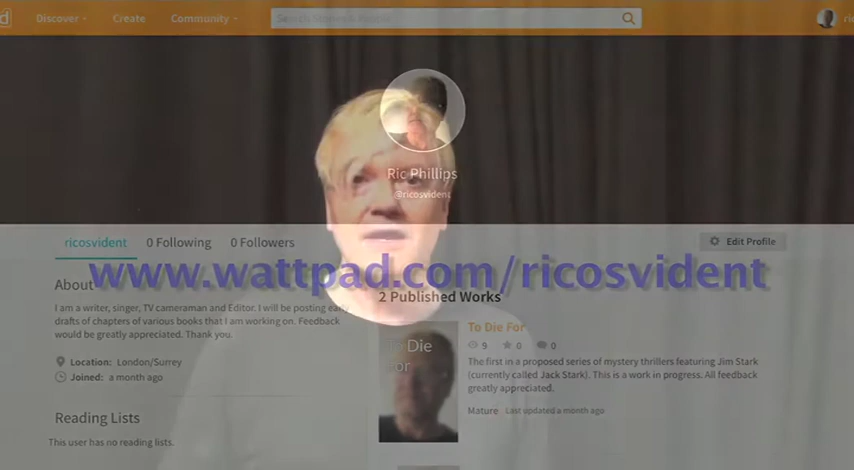 d Discover Create Community Search
Ric Phillips
@ricosvident
ricosvident 0 Following 0 Followers Edit Profile
www.wattpad.com/ricosvident
About
I am a writer, singer, TV cameraman and Editor. I will be posting early
drafts of chapters of various books that I am working on. Feedback
would be greatly appreciated. Thank you.
Location: London/Surrey
Joined: a month ago
Reading Lists
This user has no reading lists.
2 Published Works
To Die
For
To Die For
9 0 0
The first in a proposed series of mystery thrillers featuring Jim Stark
(currently called Jack Stark). This is a work in progress. All feedback
greatly appreciated.
Mature Last updated a month ago